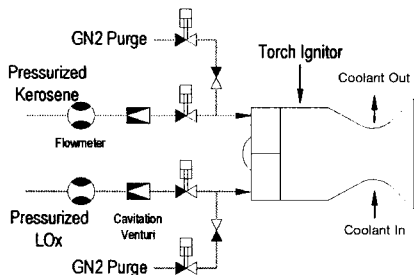 GN2 Purge
Torch Ignitor
Pressurized
Kerosene
Coolant Out
Flowmeter
Pressurized
LOx
Cavitation
Venturi
Coolant In
GN2 Purge